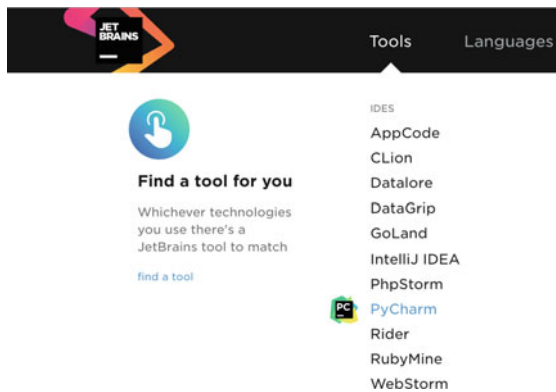 JET
BRAINS
Tools
Languages
Find a tool for you
Whichever technologies
you use there's a
JetBrains tool to match
find a tool
IDES
AppCode
CLion
Datalore
DataGrip
GoLand
IntelliJ IDEA
PhpStorm
PC
PyCharm
Rider
RubyMine
WebStorm